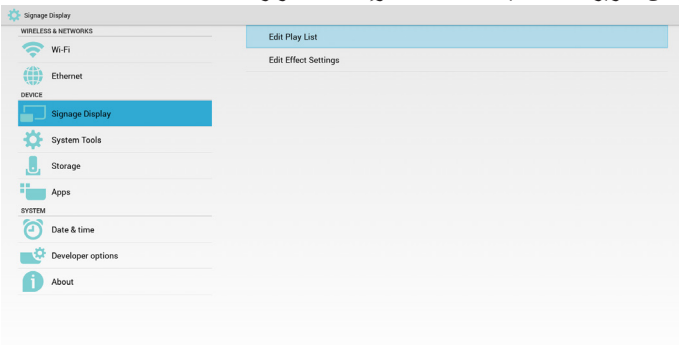 Signage Display
WIRELESS & NETWORKS
Wi-Fi
Ethernet
DEVICE
Signage Display
System Tools
Storage
Apps
SYSTEM
Date & time
Developer options
About
Edit Play List
Edit Effect Settings